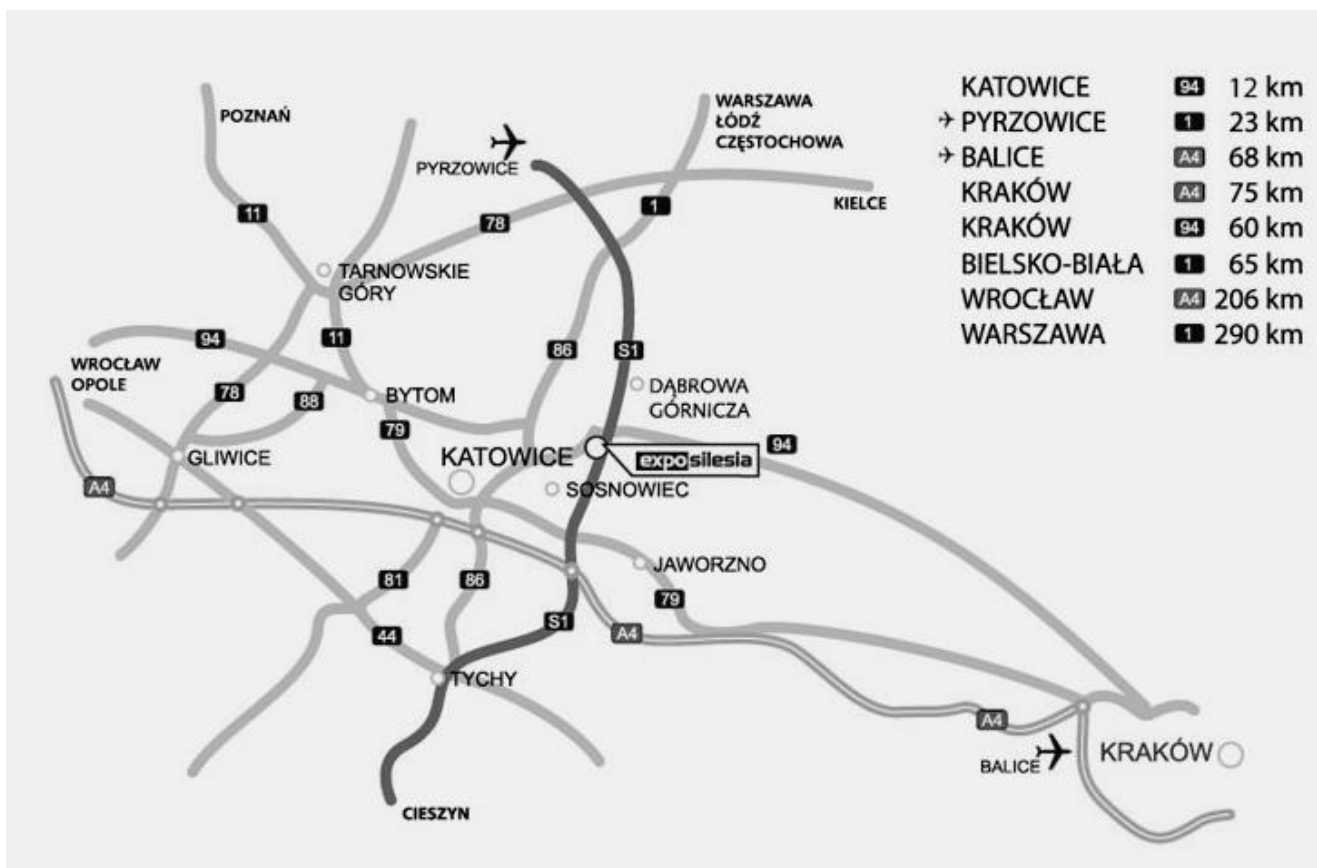 POZNAŃ
WARSZAWA
ŁÓDŹ
CZĘSTOCHOWA
PYRZOWICE
KIELCE
11
78
1
TARNOWSKIE
GÓRY
94
11
86
S1
WROCŁAW
OPOLE
78
88
BYTOM
DĄBROWA
GÓRNICZA
79
GLIWICE
KATOWICE
exposilesia
94
A4
SOSNOWIEC
81
86
JAWORZNO
79
44
S1
A4
TYCHY
A4
BALICE
KRAKÓW
CIESZYN
KATOWICE 94 12 km
PYRZOWICE 1 23 km
BALICE A4 68 km
KRAKÓW A4 75 km
KRAKÓW 94 60 km
BIELSKO-BIAŁA 1 65 km
WROCŁAW A4 206 km
WARSZAWA 1 290 km